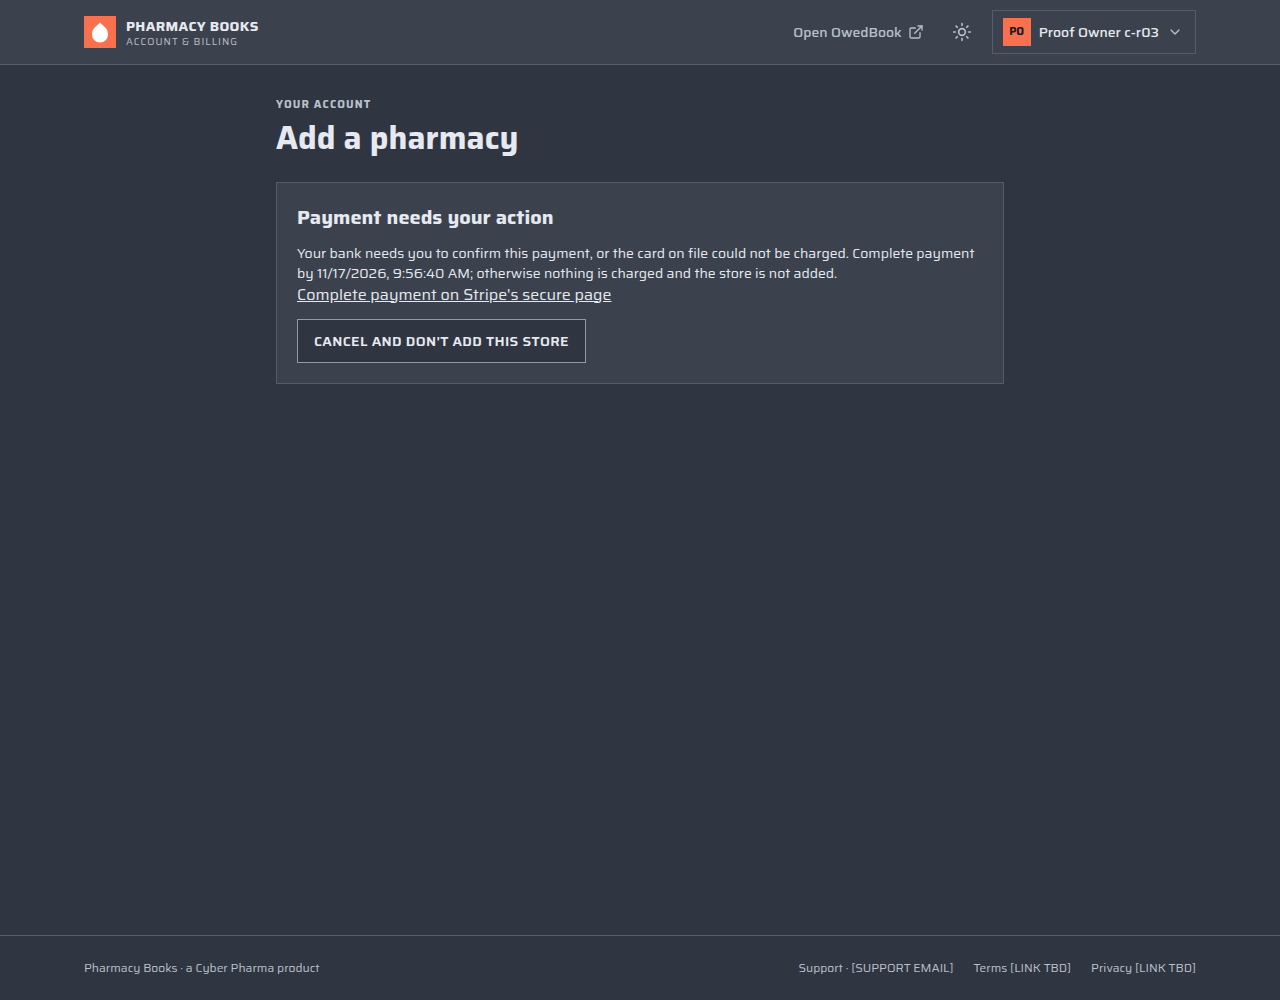 PHARMACY BOOKS
ACCOUNT & BILLING
Open OwedBook
PO
Proof Owner c-r03
YOUR ACCOUNT
Add a pharmacy
Payment needs your action
Your bank needs you to confirm this payment, or the card on file could not be charged. Complete payment
by 11/17/2026, 9:56:40 AM; otherwise nothing is charged and the store is not added.
Complete payment on Stripe's secure page
CANCEL AND DON'T ADD THIS STORE
Pharmacy Books · a Cyber Pharma product
Support · [SUPPORT EMAIL]
Terms [LINK TBD]
Privacy [LINK TBD]